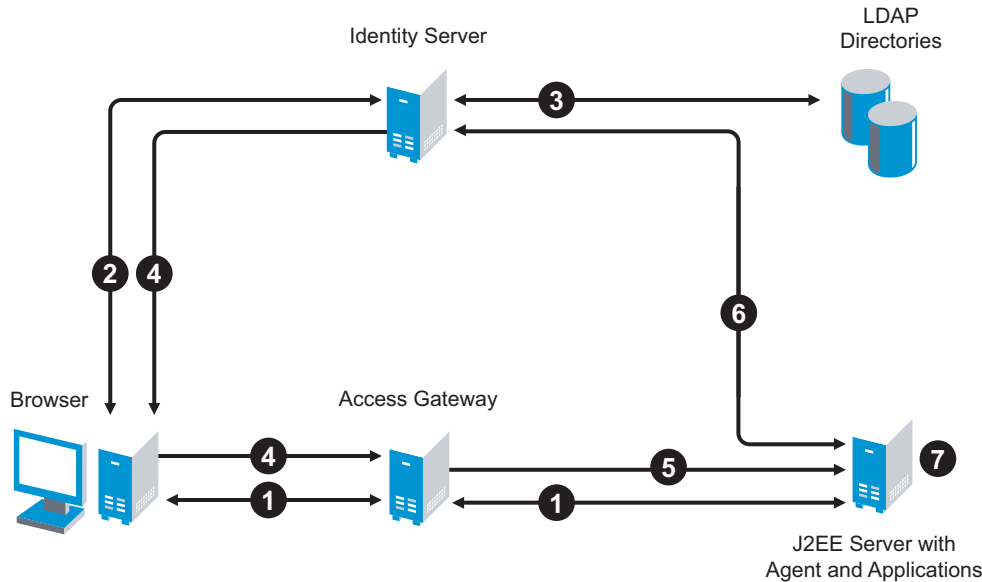 LDAP
Directories
Identity Server
3
2
4
6
Browser
Access Gateway
4
5
7
1
1
J2EE Server with
Agent and Applications